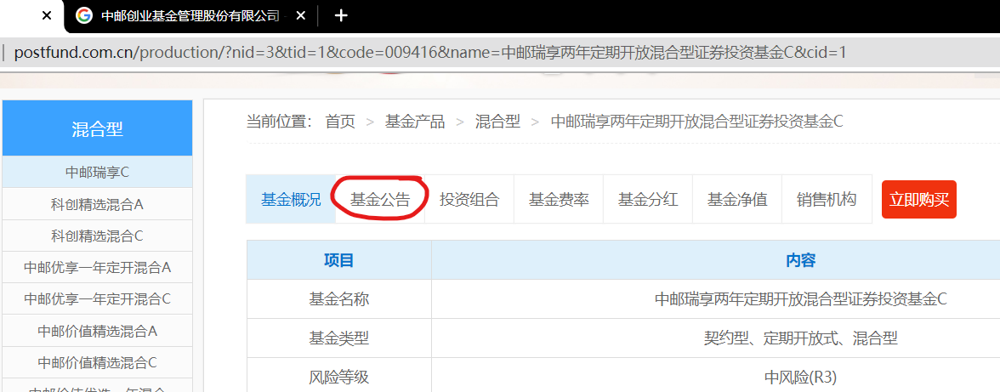 中邮创业基金管理股份有限公司 -
postfund.com.cn/production/?nid=3&tid=1&code=009416&name=中邮瑞享两年定期开放混合型证券投资基金C&cid=1
混合型
中邮瑞享C
科创精选混合A
科创精选混合C
中邮优享一年定开混合A
中邮优享一年定开混合C
中邮价值精选混合A
中邮价值精选混合C
中邮价值优选一年混合
当前位置： 首页 > 基金产品 > 混合型 > 中邮瑞享两年定期开放混合型证券投资基金C
基金概况 基金公告 投资组合 基金费率 基金分红 基金净值 销售机构 立即购买
项目 内容
基金名称 中邮瑞享两年定期开放混合型证券投资基金C
基金类型 契约型、定期开放式、混合型
风险等级 中风险(R3)